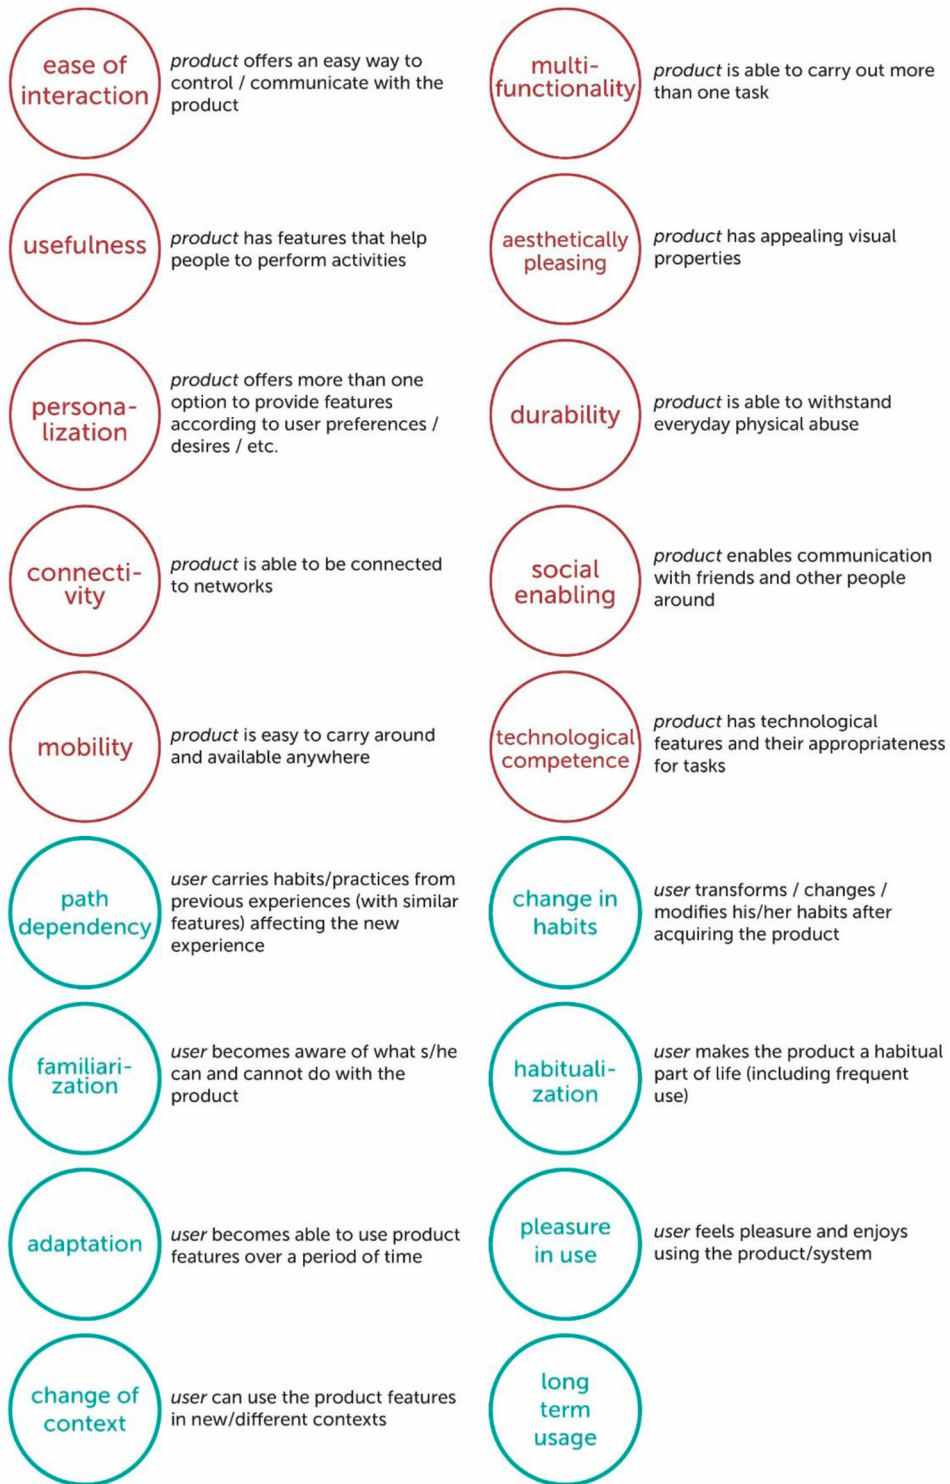 ease of
interaction
product offers an easy way to
control / communicate with the
product
multi-
functionality
product is able to carry out more
than one task
usefulness
product has features that help
people to perform activities
aesthetically
pleasing
product has appealing visual
properties
persona-
lization
product offers more than one
option to provide features
according to user preferences /
desires / etc.
durability
product is able to withstand
everyday physical abuse
connecti-
vity
product is able to be connected
to networks
social
enabling
product enables communication
with friends and other people
around
mobility
product is easy to carry around
and available anywhere
technological
competence
product has technological
features and their appropriateness
for tasks
path
dependency
user carries habits/practices from
previous experiences (with similar
features) affecting the new
experience
change in
habits
user transforms / changes /
modifies his/her habits after
acquiring the product
familiari-
zation
user becomes aware of what s/he
can and cannot do with the
product
habituali-
zation
user makes the product a habitual
part of life (including frequent
use)
adaptation
user becomes able to use product
features over a period of time
pleasure
in use
user feels pleasure and enjoys
using the product/system
change of
context
user can use the product features
in new/different contexts
long
term
usage